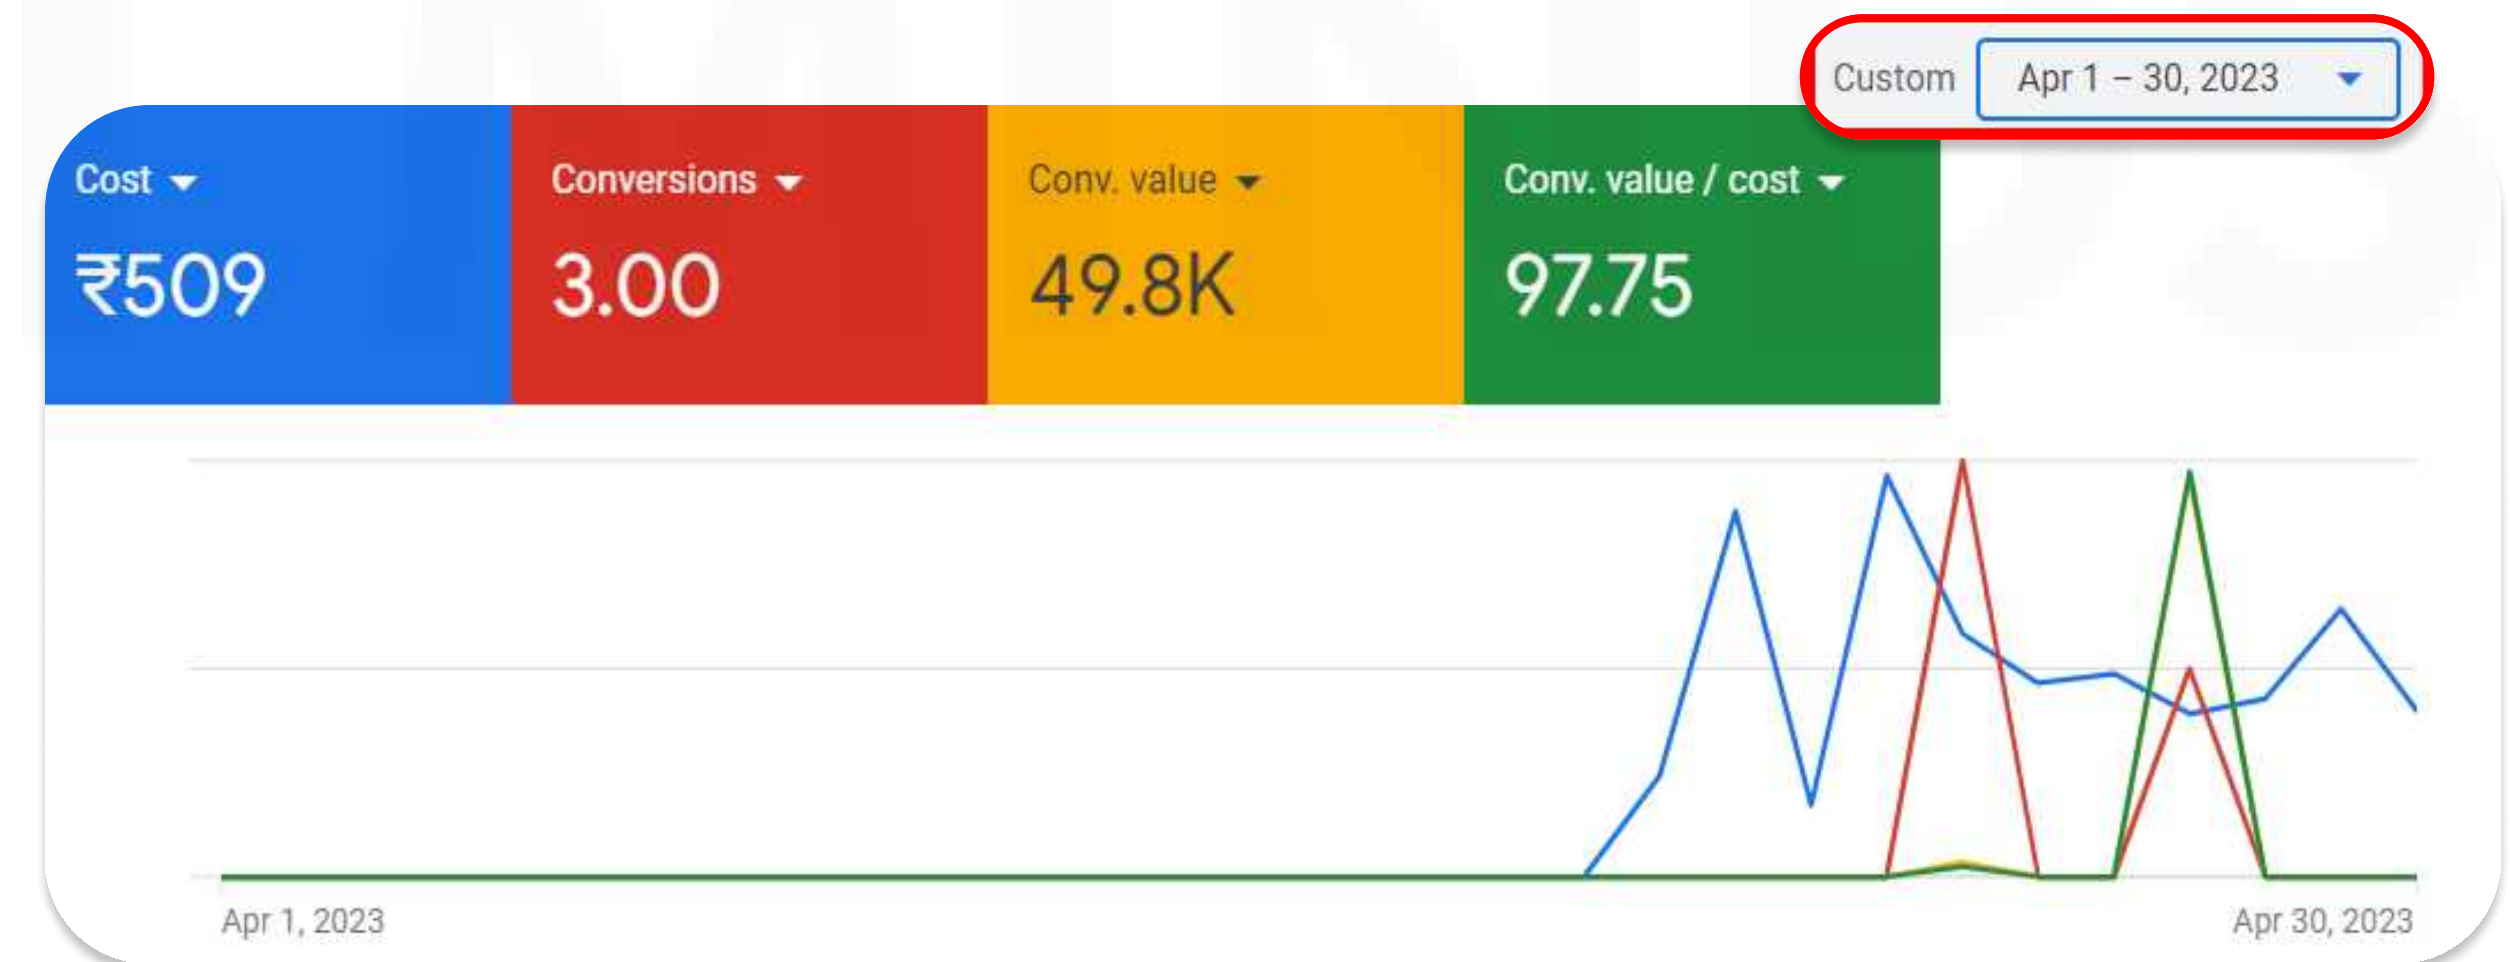 Custom Apr 1 – 30, 2023
Cost Conversions Conv. value Conv. value / cost
₹509 3.00 49.8K 97.75
Apr 1, 2023 Apr 30, 2023